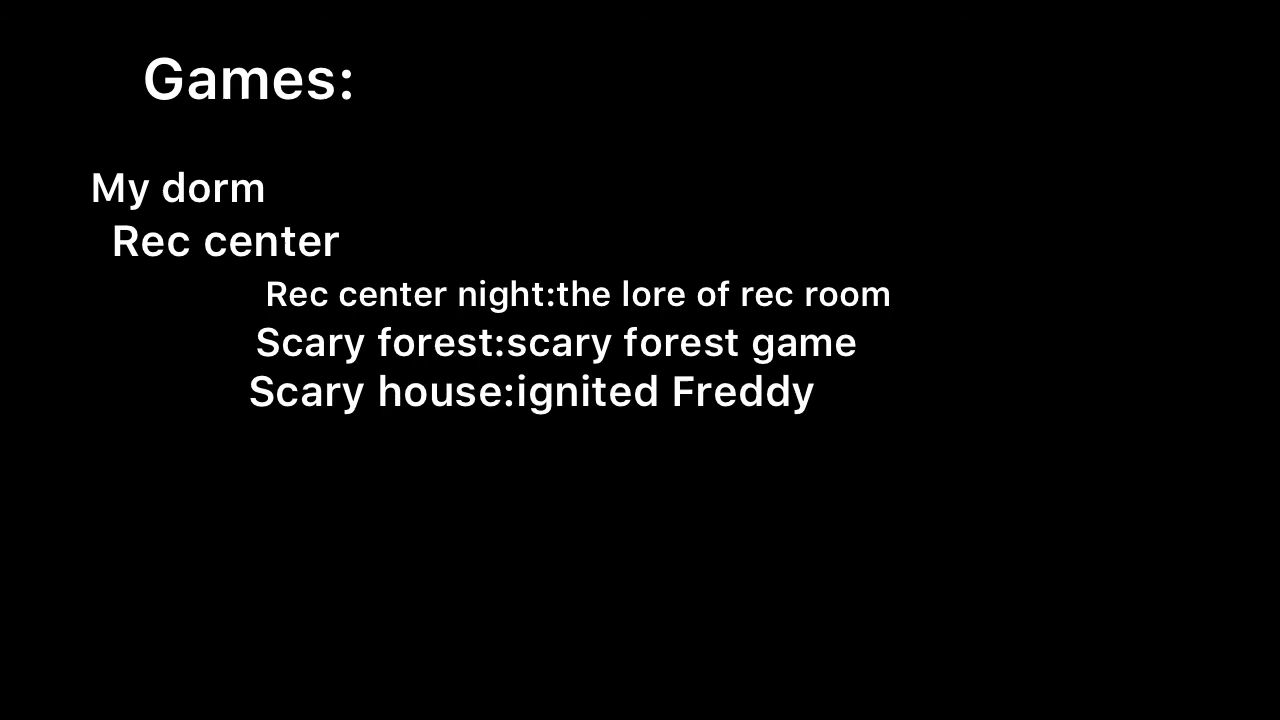 Games:
My dorm
Rec center
Rec center night:the lore of rec room
Scary forest:scary forest game
Scary house:ignited Freddy